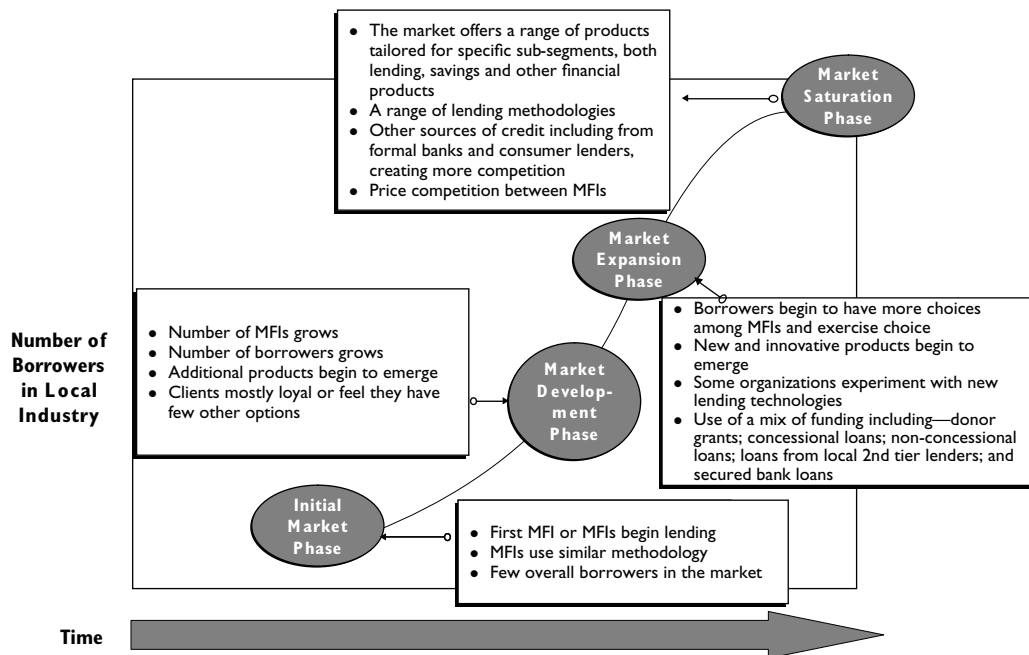 ● The market offers a range of products
tailored for specific sub-segments, both
lending, savings and other financial
products
● A range of lending methodologies
● Other sources of credit including from
formal banks and consumer lenders,
creating more competition
● Price competition between MFIs
Market
Saturation
Phase
Market
Expansion
Phase
● Borrowers begin to have more choices
among MFIs and exercise choice
● New and innovative products begin to
emerge
● Some organizations experiment with new
lending technologies
● Use of a mix of funding including—donor
grants; concessional loans; non-concessional
loans; loans from local 2nd tier lenders; and
secured bank loans
Number of
Borrowers
in Local
Industry
● Number of MFIs grows
● Number of borrowers grows
● Additional products begin to emerge
● Clients mostly loyal or feel they have
few other options
Market
Develop-
ment
Phase
Initial
Market
Phase
● First MFI or MFIs begin lending
● MFIs use similar methodology
● Few overall borrowers in the market
Time